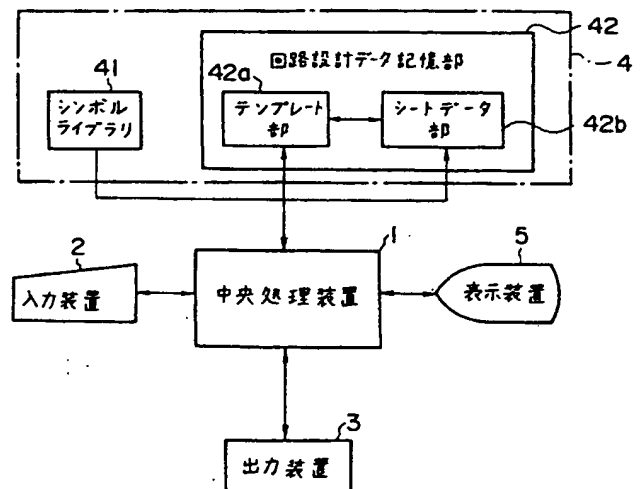 42
回路設計データ記憶部
4
41
42a
シンボル
ライブラリ
テンプレート
部
シートデータ
部
42b
1
2
5
入力装置
中央処理装置
表示装置
3
出力装置